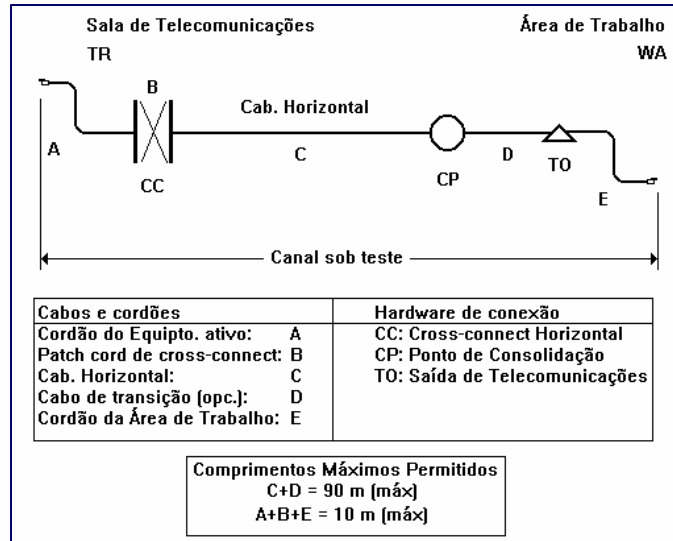 Sala de Telecomunicações Área de Trabalho
TR WA
B
Cab. Horizontal
A C D TO
CC CP E
Canal sob teste
Cabos e cordões Hardware de conexão
Cordão do Equipto. ativo: A CC: Cross-connect Horizontal
Patch cord de cross-connect: B CP: Ponto de Consolidação
Cab. Horizontal: C TO: Saída de Telecomunicações
Cabo de transição (opc.): D
Cordão da Área de Trabalho: E
Comprimentos Máximos Permitidos
C+D = 90 m (máx)
A+B+E = 10 m (máx)